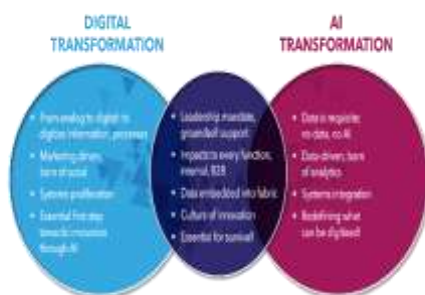 DIGITAL
TRANSFORMATION
AI
TRANSFORMATION
• From analog to digital: to
digitize information, processes
• Marketing driven,
born of social
• Systems proliferation
• Essential first step
towards innovation
through AI
• Leadership mandate,
groundswell support
• Impacts to every function,
internal, B2B
• Data embedded into fabric
• Culture of innovation
• Essential for survival!
• Data is requisite:
no data, no AI
• Data-driven, born
of analytics
• Systems integration
• Redefining what
can be digitized!